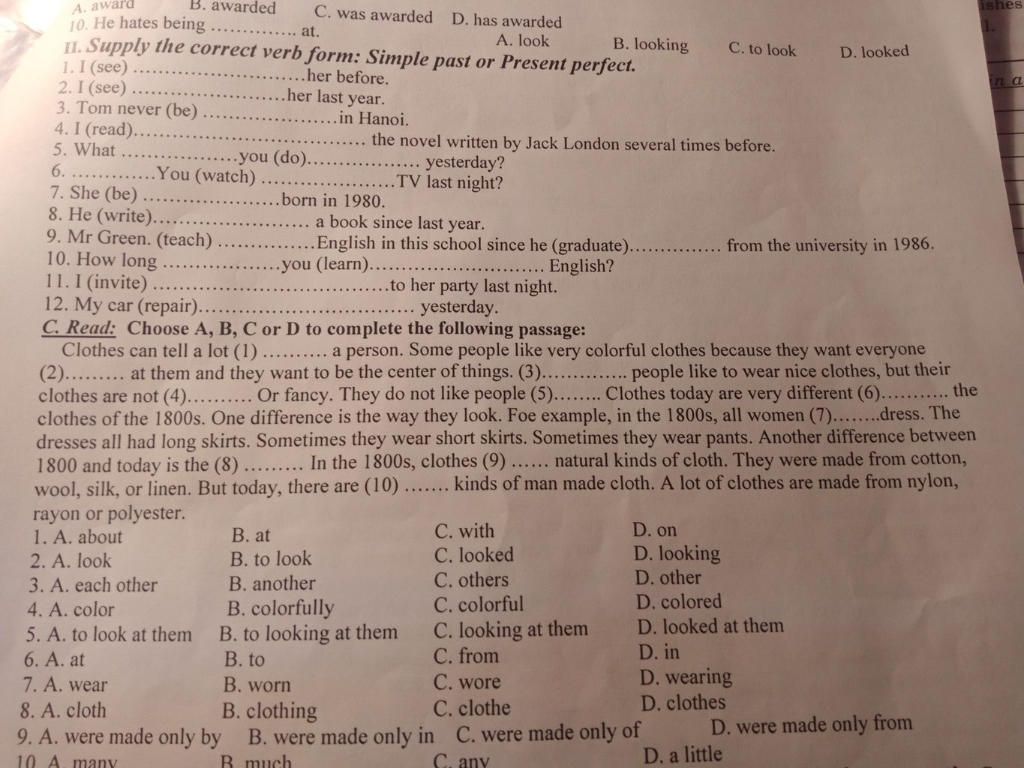 A. award B. awarded C. was awarded D. has awarded
10. He hates being ............. at. A. look B. looking C. to look D. looked
II. Supply the correct verb form: Simple past or Present perfect.
1. I (see) ..........................her before.
2. I (see) ........................her last year.
3. Tom never (be) .....................in Hanoi.
4. I (read).................................... the novel written by Jack London several times before.
5. What ..................you (do).................. yesterday?
6. .............You (watch) .....................TV last night?
7. She (be) .....................born in 1980.
8. He (write)......................... a book since last year.
9. Mr Green. (teach) ...............English in this school since he (graduate).............. from the university in 1986.
10. How long ..................you (learn)........................... English?
11. I (invite) .....................................to her party last night.
12. My car (repair).................................. yesterday.
C. Read: Choose A, B, C or D to complete the following passage:
Clothes can tell a lot (1) .......... a person. Some people like very colorful clothes because they want everyone
(2)......... at them and they want to be the center of things. (3)............. people like to wear nice clothes, but their
clothes are not (4).......... Or fancy. They do not like people (5)........ Clothes today are very different (6)........... the
clothes of the 1800s. One difference is the way they look. Foe example, in the 1800s, all women (7)........dress. The
dresses all had long skirts. Sometimes they wear short skirts. Sometimes they wear pants. Another difference between
1800 and today is the (8) ......... In the 1800s, clothes (9) ...... natural kinds of cloth. They were made from cotton,
wool, silk, or linen. But today, there are (10) ....... kinds of man made cloth. A lot of clothes are made from nylon,
rayon or polyester.
1. A. about B. at C. with D. on
2. A. look B. to look C. looked D. looking
3. A. each other B. another C. others D. other
4. A. color B. colorfully C. colorful D. colored
5. A. to look at them B. to looking at them C. looking at them D. looked at them
6. A. at B. to C. from D. in
7. A. wear B. worn C. wore D. wearing
8. A. cloth B. clothing C. clothe D. clothes
9. A. were made only by B. were made only in C. were made only of D. were made only from
10 A. many B. much C. any D. a little